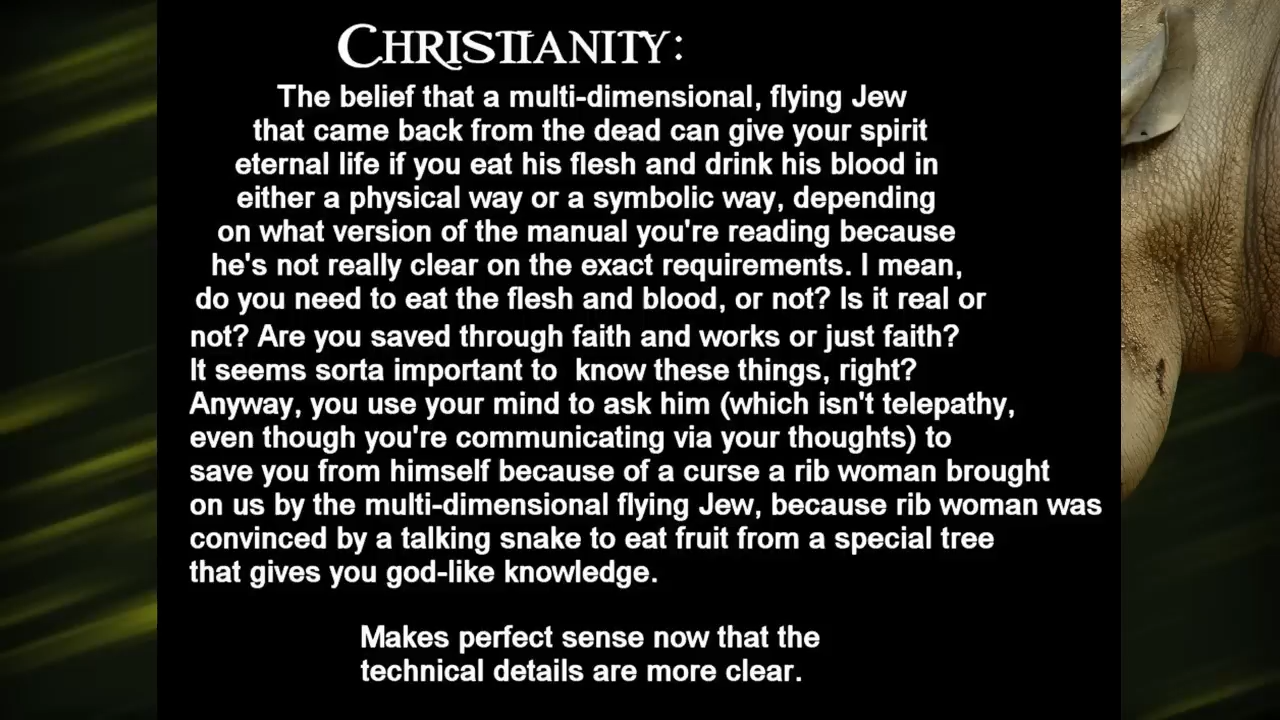 CHRISTIANITY:
The belief that a multi-dimensional, flying Jew
that came back from the dead can give your spirit
eternal life if you eat his flesh and drink his blood in
either a physical way or a symbolic way, depending
on what version of the manual you're reading because
he's not really clear on the exact requirements. I mean,
do you need to eat the flesh and blood, or not? Is it real or
not? Are you saved through faith and works or just faith?
It seems sorta important to  know these things, right?
Anyway, you use your mind to ask him (which isn't telepathy,
even though you're communicating via your thoughts) to
save you from himself because of a curse a rib woman brought
on us by the multi-dimensional flying Jew, because rib woman was
convinced by a talking snake to eat fruit from a special tree
that gives you god-like knowledge.
Makes perfect sense now that the
technical details are more clear.